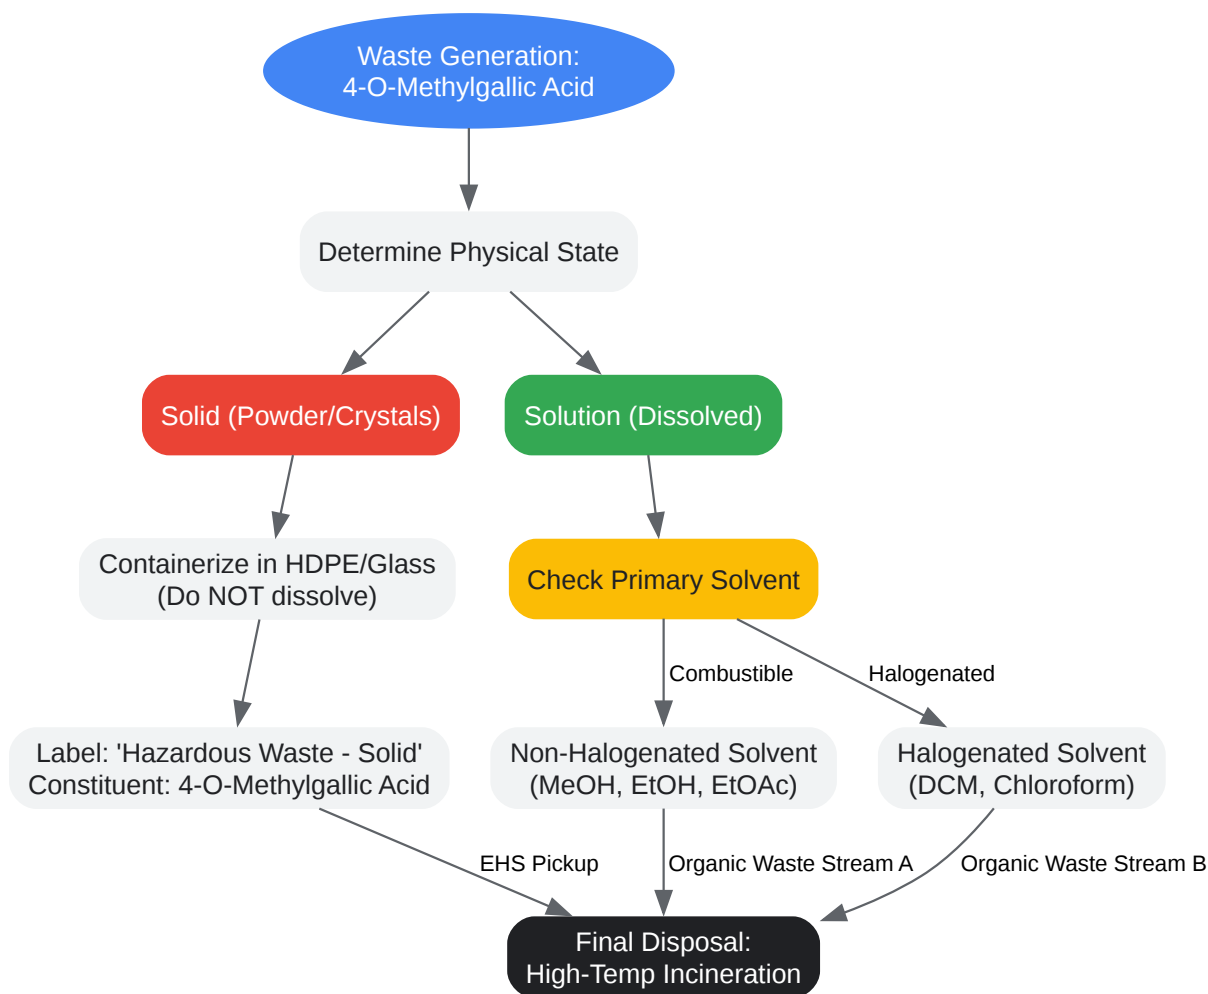 Waste Generation:
4-O-Methylgallic Acid
Determine Physical State
Solid (Powder/Crystals)
Solution (Dissolved)
Containerize in HDPE/Glass
(Do NOT dissolve)
Check Primary Solvent
Combustible
Halogenated
Label: 'Hazardous Waste - Solid'
Constituent: 4-O-Methylgallic Acid
Non-Halogenated Solvent
(MeOH, EtOH, EtOAc)
Halogenated Solvent
(DCM, Chloroform)
EHS Pickup
Organic Waste Stream A
Organic Waste Stream B
Final Disposal:
High-Temp Incineration